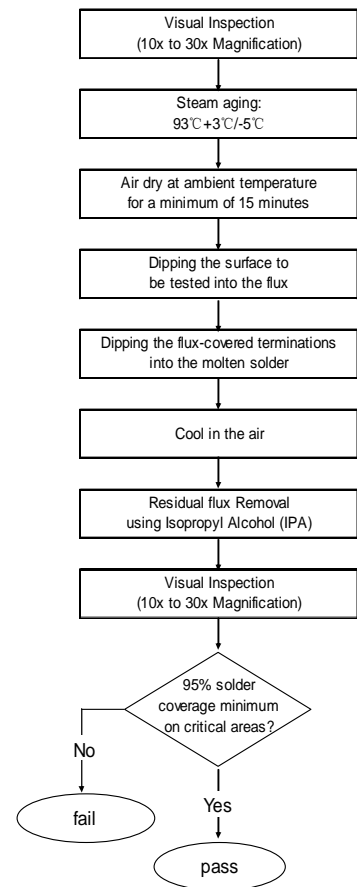 Visual Inspection
(10x to 30x Magnification)
Steam aging:
93℃+3℃/-5℃
Air dry at ambient temperature
for a minimum of 15 minutes
Dipping the surface to
be tested into the flux
Dipping the flux-covered terminations
into the molten solder
Cool in the air
Residual flux Removal
using Isopropyl Alcohol (IPA)
Visual Inspection
(10x to 30x Magnification)
95% solder
coverage minimum
on critical areas?
No
fail
Yes
pass